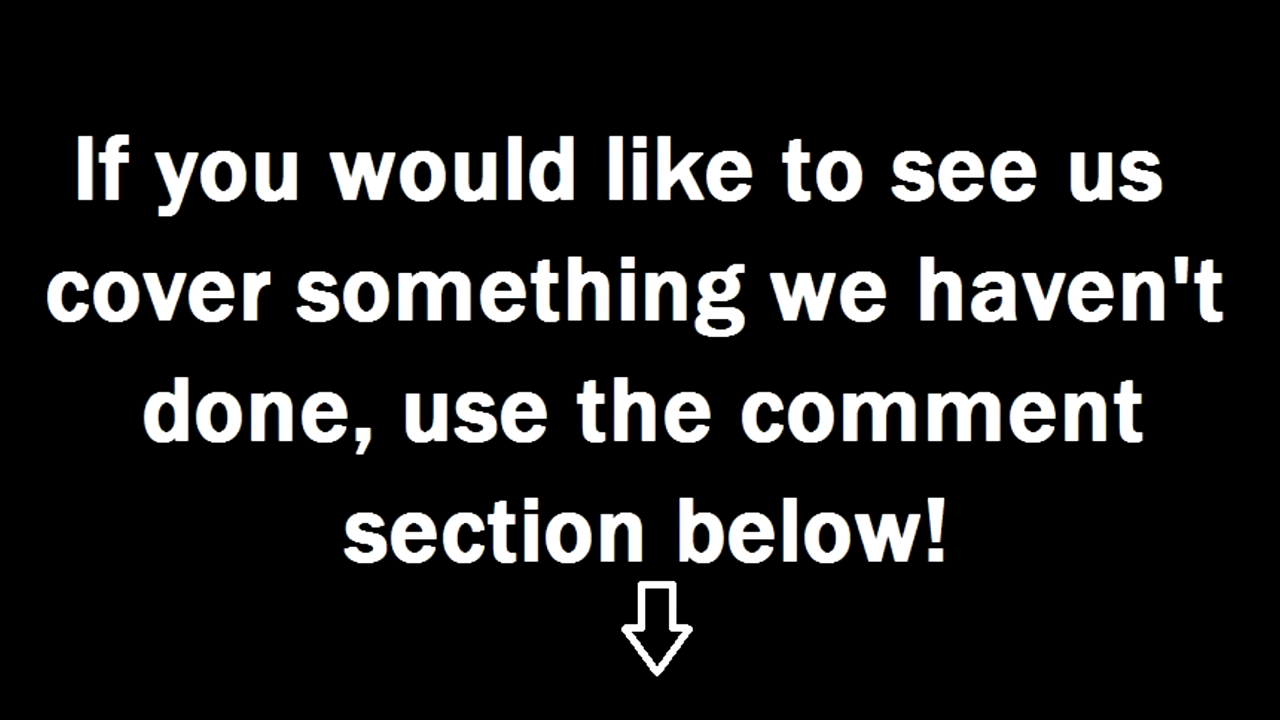 If you would like to see us
cover something we haven't
done, use the comment
section below!